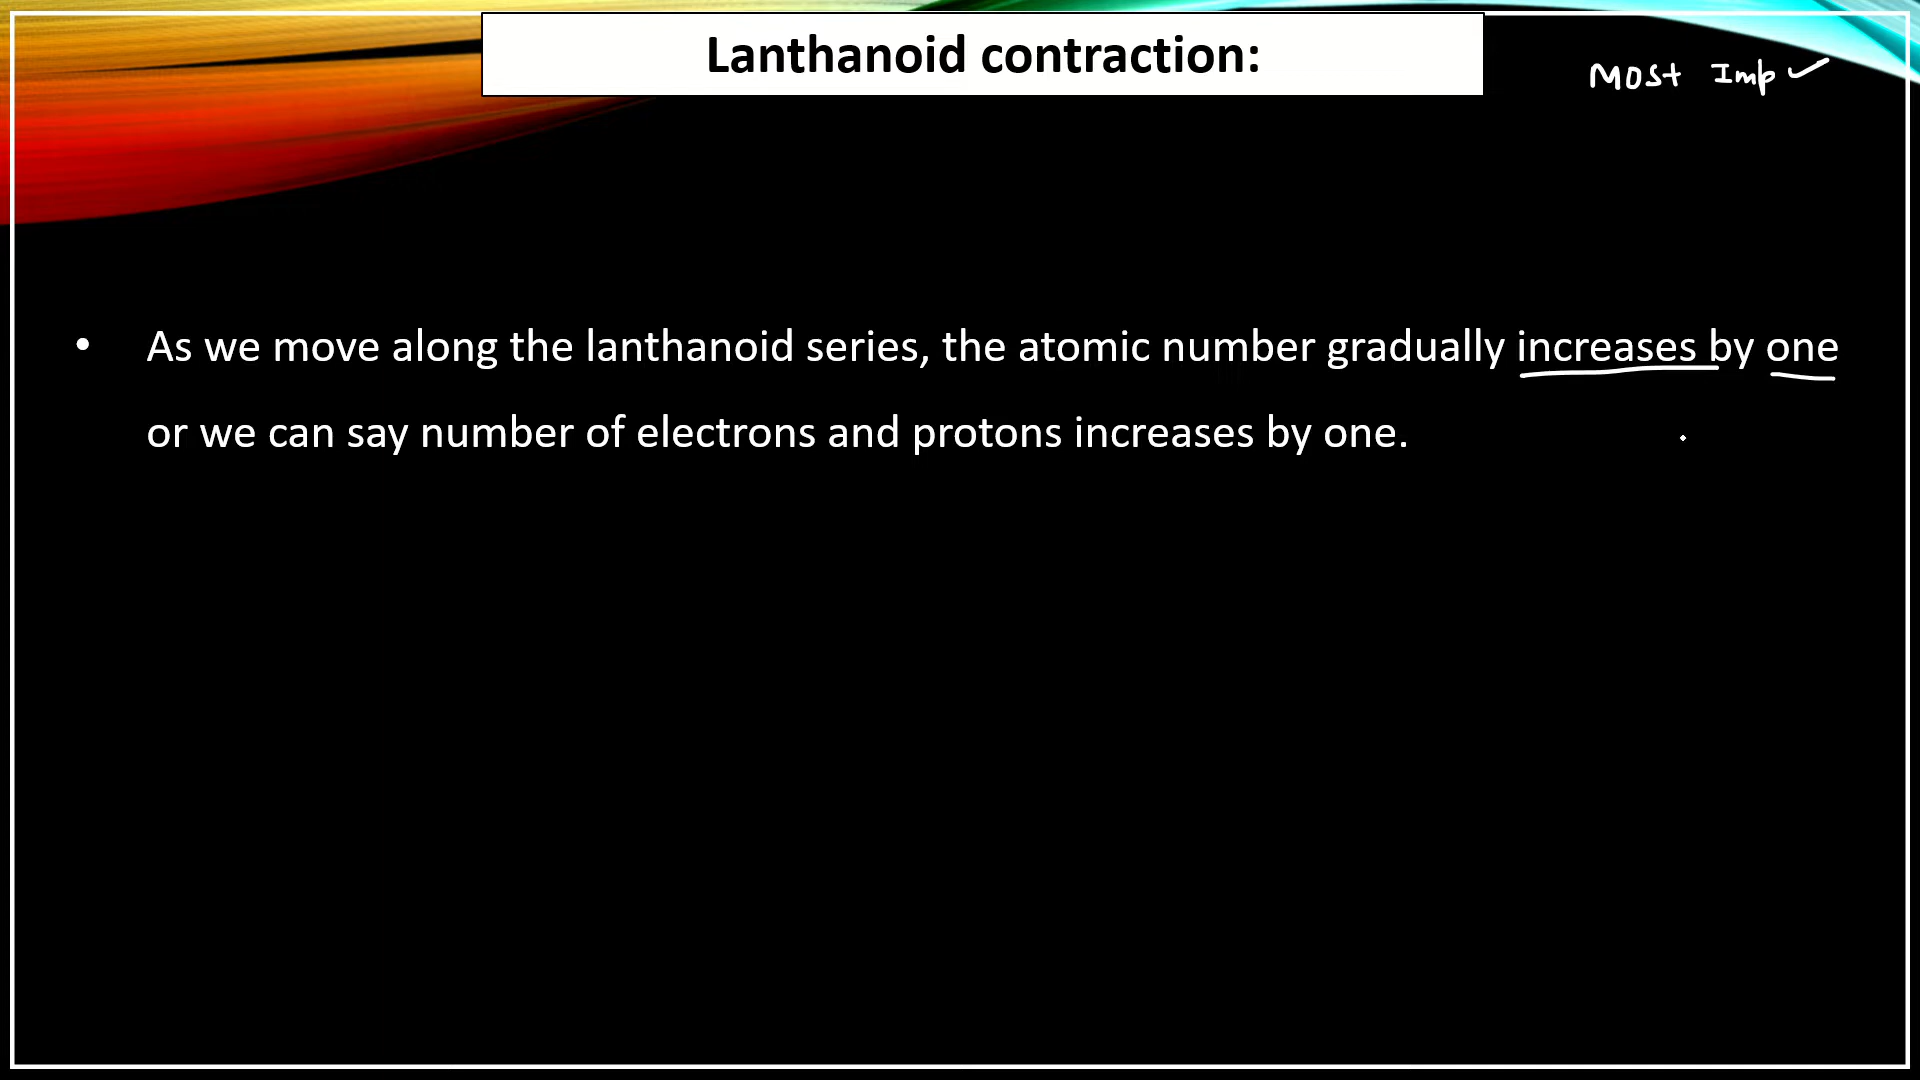 Lanthanoid contraction:
MOST Imp ✓
• As we move along the lanthanoid series, the atomic number gradually increases by one
or we can say number of electrons and protons increases by one.